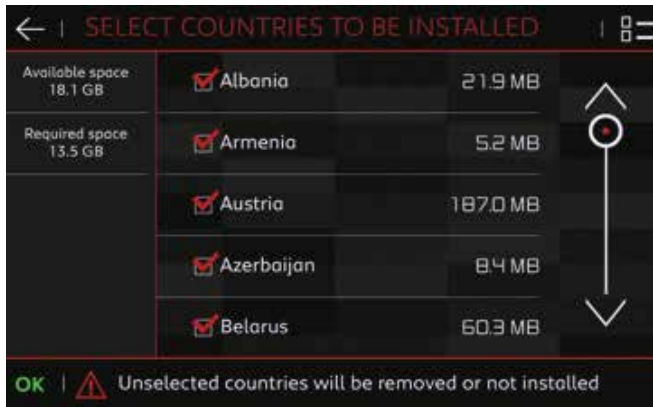 SELECT COUNTRIES TO BE INSTALLED
Available space
18.1 GB
Required space
13.5 GB
Albania 21.9 MB
Armenia 5.2 MB
Austria 187.0 MB
Azerbaijan 8.4 MB
Belarus 60.3 MB
OK Unselected countries will be removed or not installed